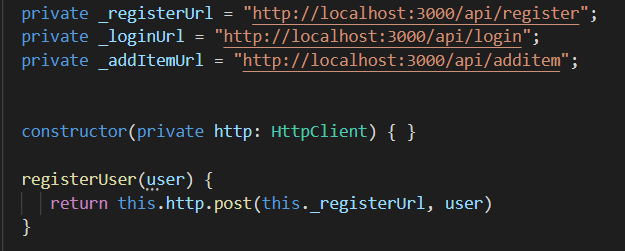 private _registerUrl = "http://localhost:3000/api/register";
private _loginUrl = "http://localhost:3000/api/login";
private _addItemUrl = "http://localhost:3000/api/additem";
constructor(private http: HttpClient) { }
registerUser(user) {
return this.http.post(this._registerUrl, user)
}